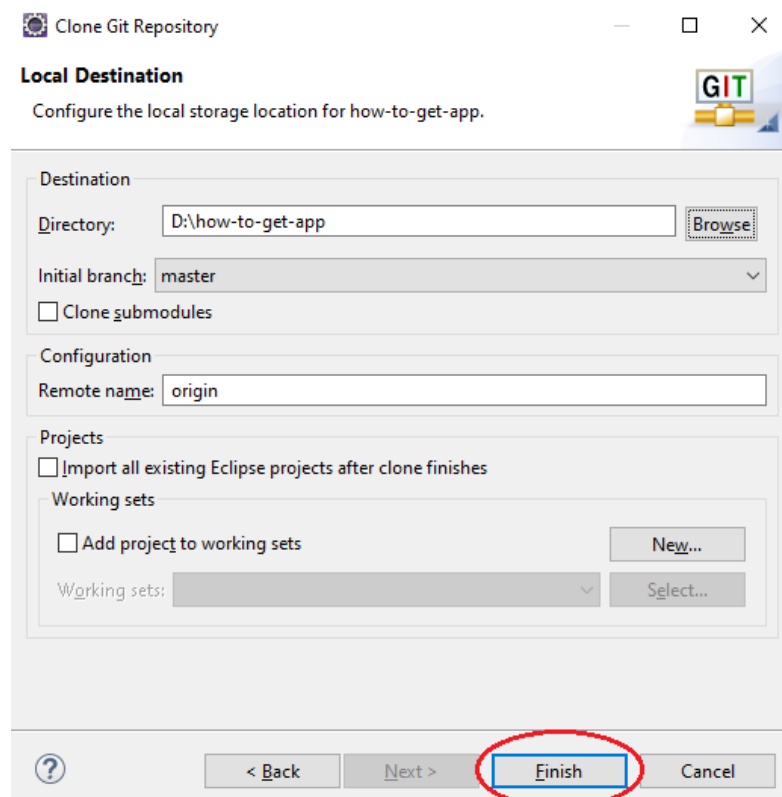 Clone Git Repository
Local Destination
Configure the local storage location for how-to-get-app.
GIT
Destination
Directory: D:\how-to-get-app Browse
Initial branch: master
Clone submodules
Configuration
Remote name: origin
Projects
Import all existing Eclipse projects after clone finishes
Working sets
Add project to working sets New...
Working sets: Select...
? < Back Next > Finish Cancel